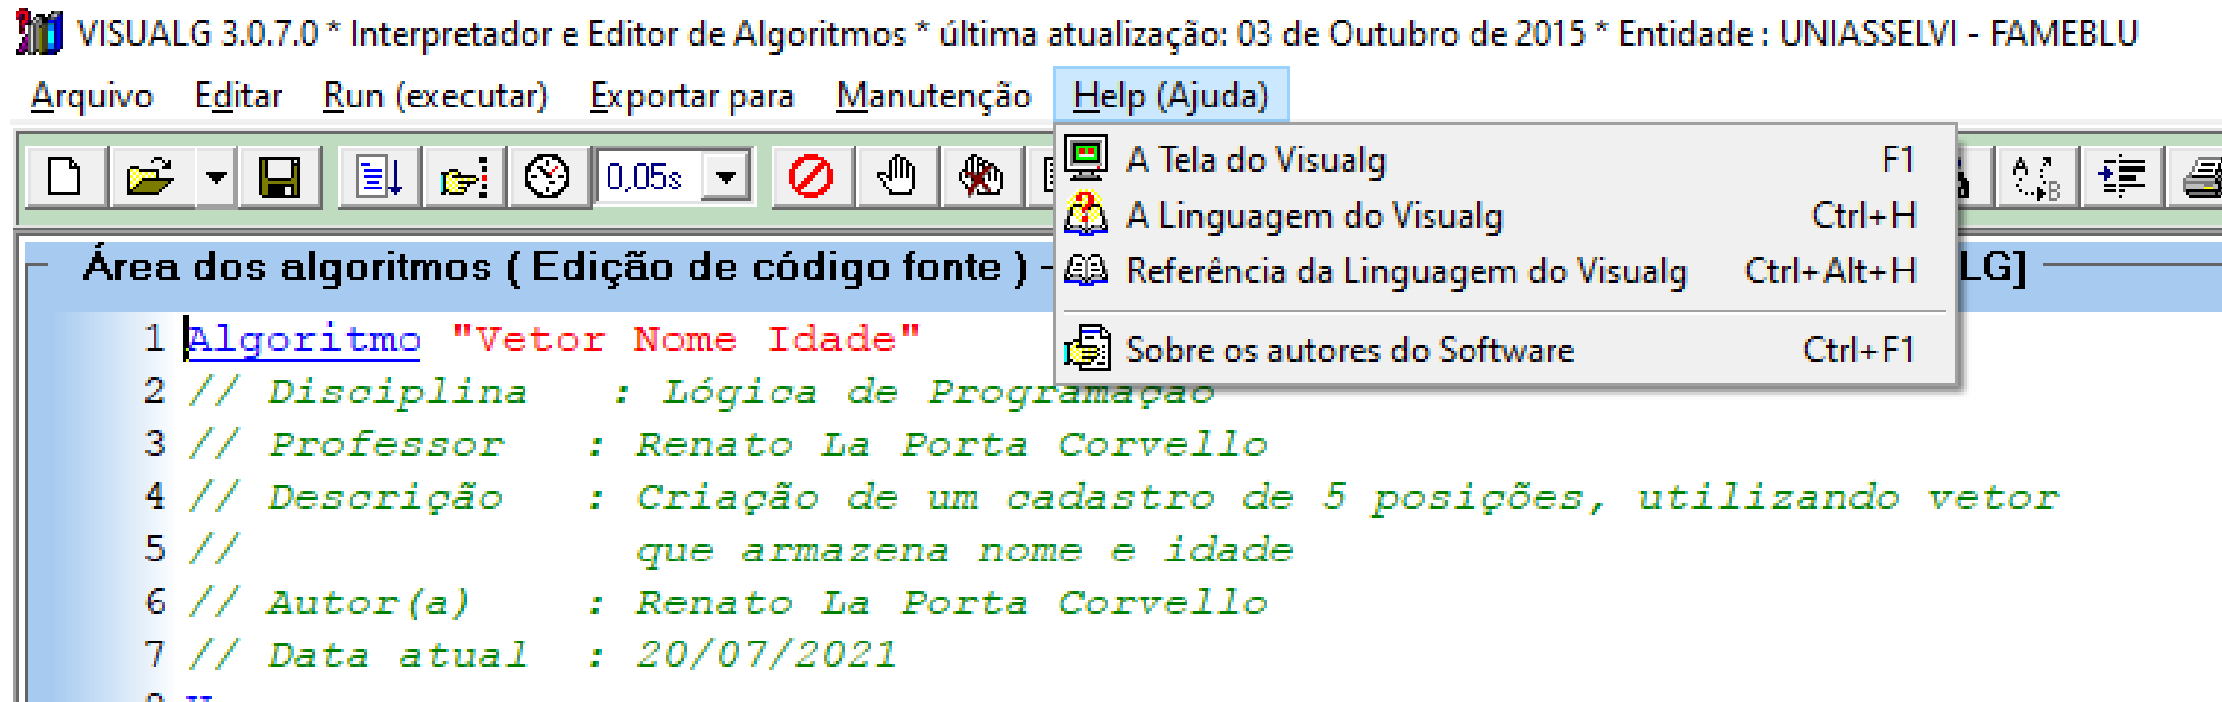 VISUALG 3.0.7.0 * Interpretador e Editor de Algoritmos * última atualização: 03 de Outubro de 2015 * Entidade : UNIASSELVI - FAMEBLU
Arquivo Editar Run (executar) Exportar para Manutenção Help (Ajuda)
0,05s
A Tela do Visualg F1
A Linguagem do Visualg Ctrl+H
Referência da Linguagem do Visualg Ctrl+Alt+H
Sobre os autores do Software Ctrl+F1
Área dos algoritmos ( Edição de código fonte ) - LG]
1 Algoritmo "Vetor Nome Idade"
2 // Disciplina : Lógica de Programação
3 // Professor : Renato La Porta Corvello
4 // Descrição : Criação de um cadastro de 5 posições, utilizando vetor
5 // que armazena nome e idade
6 // Autor(a) : Renato La Porta Corvello
7 // Data atual : 20/07/2021